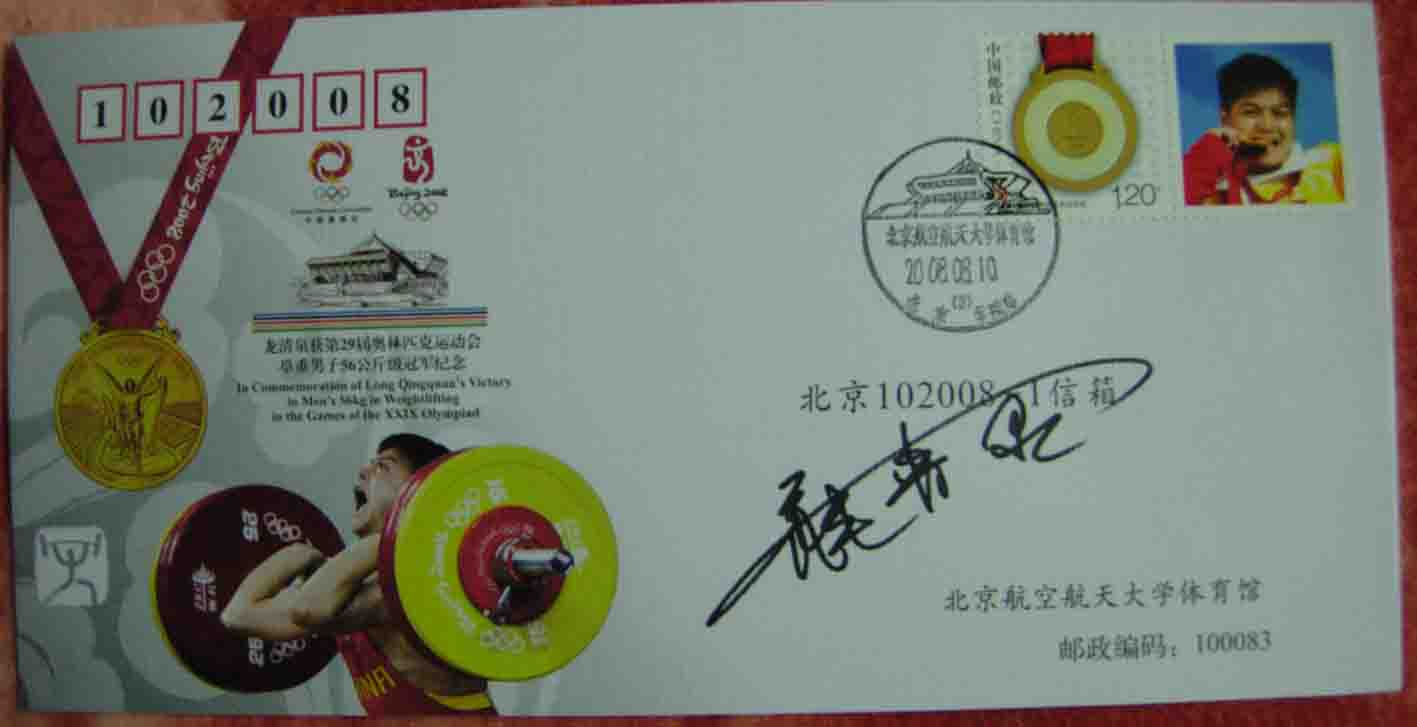 102008
Beijing 2008
Beijing 2008
龙清泉获第29届奥林匹克运动会
举重男子56公斤级冠军纪念
In Commemoration of Long Qingquan's Victory
in Men's 56kg in Weightlifting
in the Games of the XXIX Olympiad
中国邮政
120
北京航空航天大学体育馆
2008.08.10
北京102008-1信箱
25
25
北京航空航天大学体育馆
邮政编码：100083